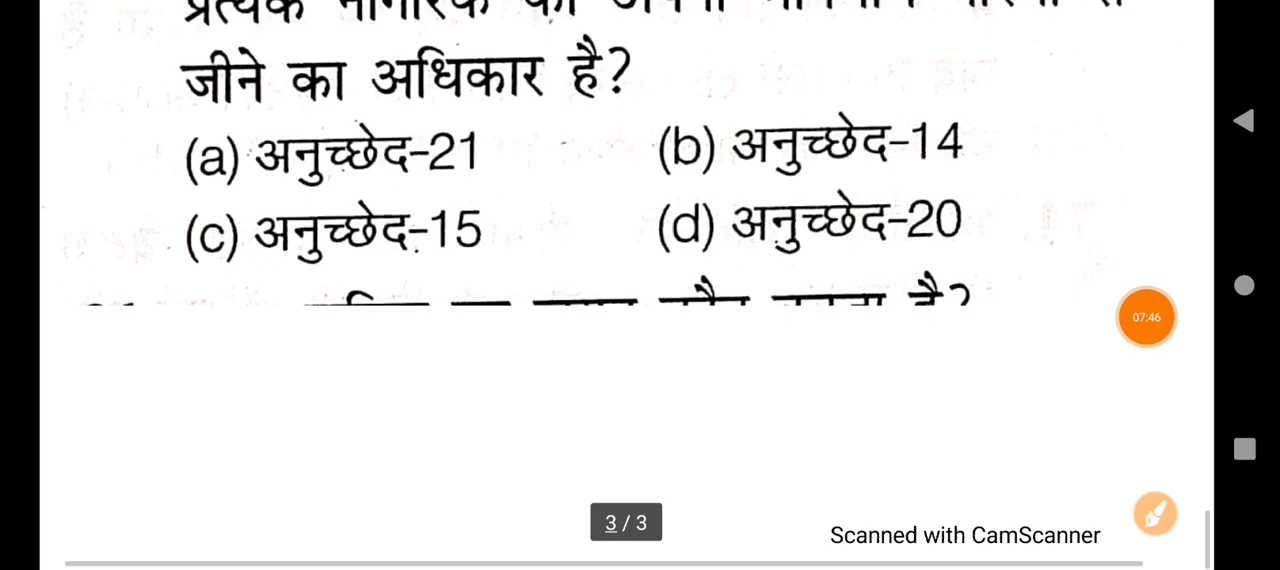 जीने का अधिकार है?
(a) अनुच्छेद-21 (b) अनुच्छेद-14
(c) अनुच्छेद-15 (d) अनुच्छेद-20
07:46
3 / 3
Scanned with CamScanner